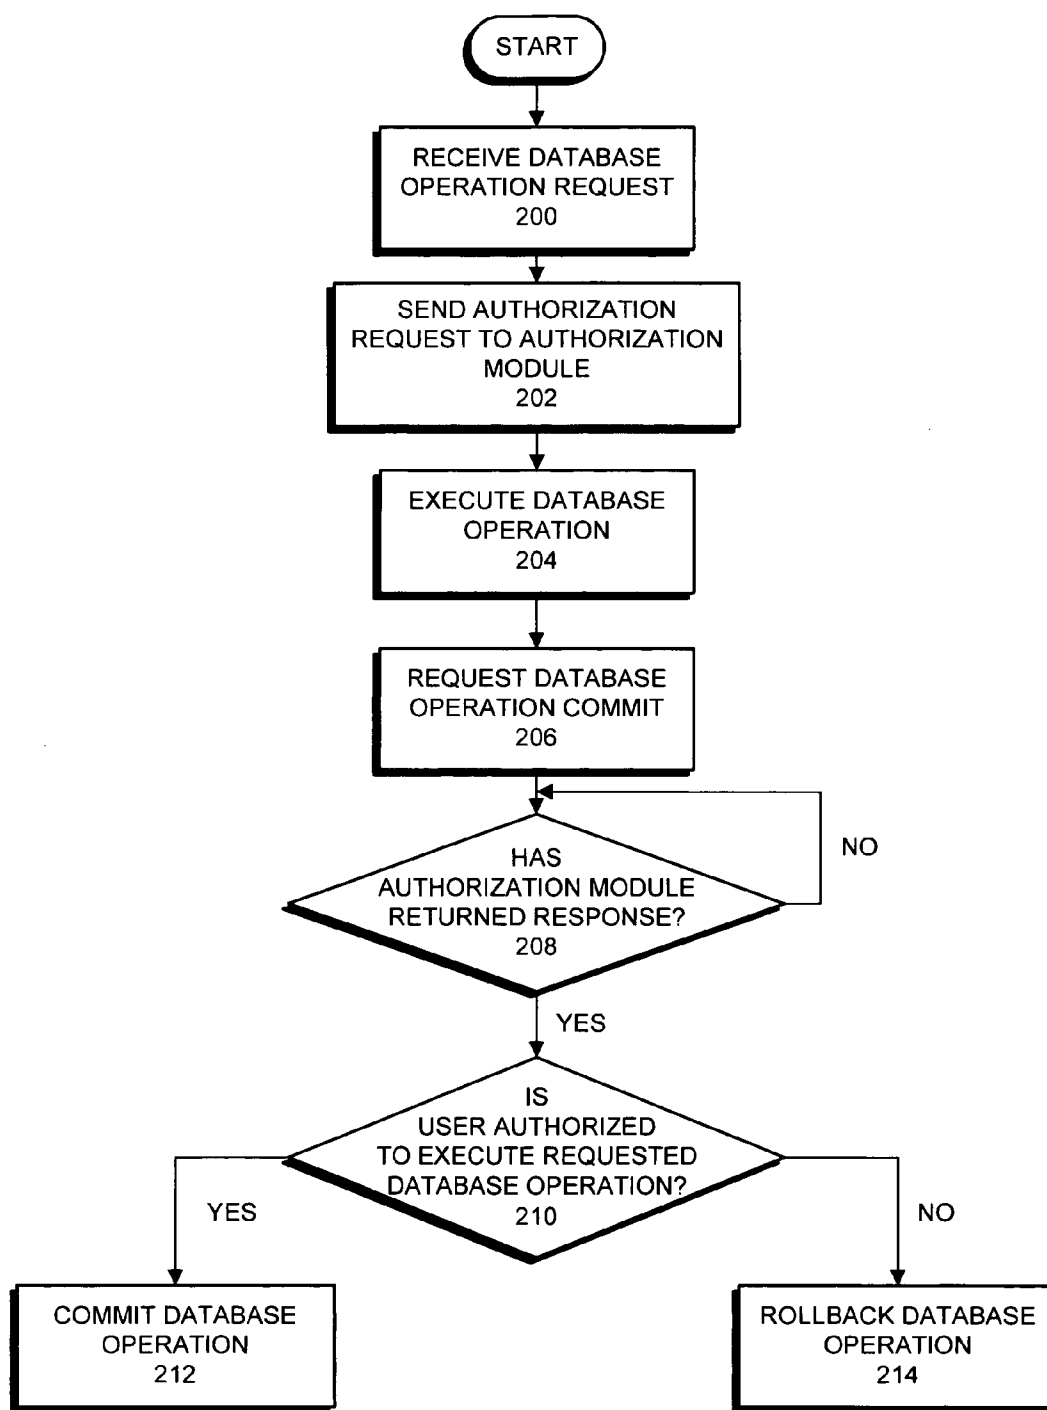 START
RECEIVE DATABASE
OPERATION REQUEST
200
SEND AUTHORIZATION
REQUEST TO AUTHORIZATION
MODULE
202
EXECUTE DATABASE
OPERATION
204
REQUEST DATABASE
OPERATION COMMIT
206
HAS
AUTHORIZATION MODULE
RETURNED RESPONSE?
208
NO
YES
IS
USER AUTHORIZED
TO EXECUTE REQUESTED
DATABASE OPERATION?
210
YES
NO
COMMIT DATABASE
OPERATION
212
ROLLBACK DATABASE
OPERATION
214